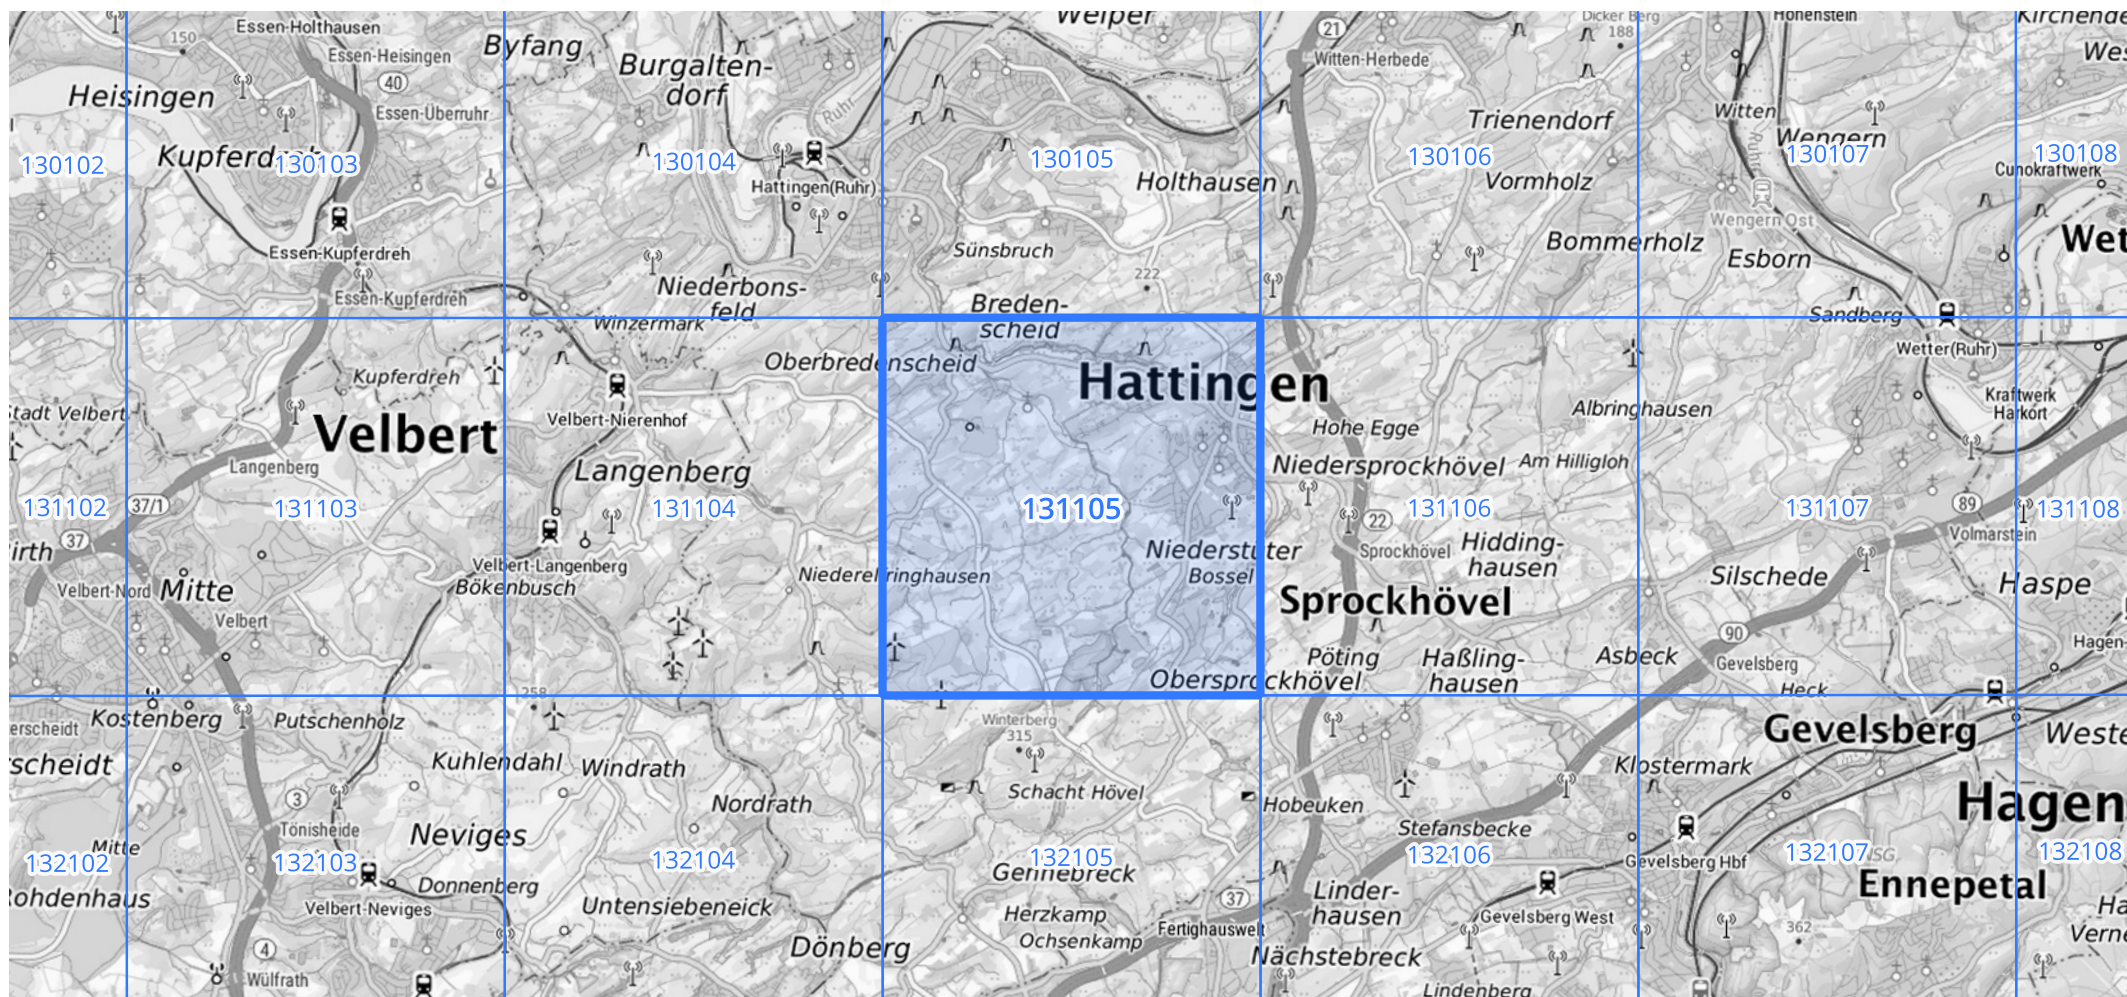 Essen-Holthausen
150
Essen-Heisingen
40
Essen-Überruhr
Heisingen
130102
130103
Essen-Kupferdreh
Essen-Kupferdreh
Byfang
Burgalten-
dorf
Ruhr
130104
Hattingen(Ruhr)
Niederbons-
feld
Welper
130105
Holthausen
Sünsbruch
222
Breden-
scheid
21
Witten-Herbede
Dicker Berg
188
Trienendorf
130106
Vormholz
Bommerholz
Hohenstein
Witten
Ruhr
Wengern
130107
Wengern Ost
Esborn
Sandberg
130108
Cunokraftwerk
Winzermark
Kupferdreh
Stadt Velbert
Velbert
Langenberg
37/1
131102
131103
37
Velbert-Nord
Mitte
Velbert
Oberbredenscheid
Velbert-Nierenhof
Langenberg
131104
Velbert-Langenberg
Bökenbusch
Niederelfringhausen
Hattingen
131105
Niederstüter
Bossel
Obersprockhövel
Hohe Egge
Niedersprockhövel
Am Hilligloh
Albringhausen
131106
22
Sprockhövel
Hidding-
hausen
Sprockhövel
Pöting
Haßling-
hausen
Asbeck
Wetter(Ruhr)
Kraftwerk
Harkort
131107
89
131108
Volmarstein
Silschede
Haspe
90
Gevelsberg
Heck
Kostenberg
Putschenholz
132102
Mitte
3
Tönisheide
132103
Neviges
Donnenberg
Velbert-Neviges
4
Wülfrath
258
Kuhlendahl
Windrath
Nordrath
132104
Untensiebeneick
Dönberg
Winterberg
315
Schacht Hövel
132105
Gennebreck
Herzkamp
Ochsenkamp
37
Fertighauswelt
Hobeuken
Stefansbecke
132106
Linder-
hausen
Gevelsberg West
Nächstebreck
Lindenberg
Gevelsberg
Klostermark
Hagen
Gevelsberg Hbf
132107
NSG
132108
Ennepetal
362